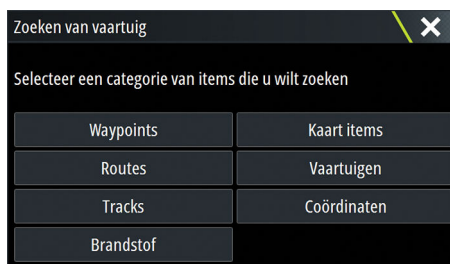 Zoeken van vaartuig
Selecteer een categorie van items die u wilt zoeken
Waypoints
Kaart items
Routes
Vaartuigen
Tracks
Coördinaten
Brandstof